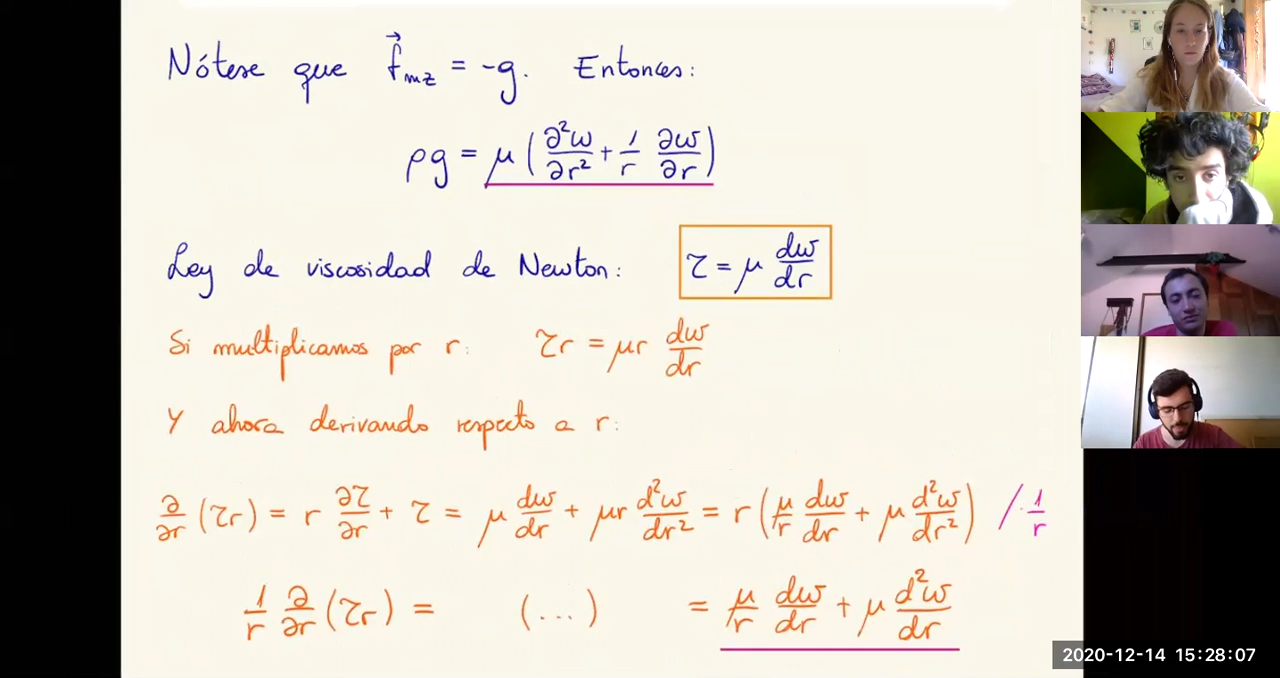 Nótese que f⃗mz = -g. Entonces:
ρg = μ(∂²w/∂r² + 1/r ∂w/∂r)
Ley de viscosidad de Newton: τ = μ dw/dr
Si multiplicamos por r: τr = μr dw/dr
Y ahora derivando respecto a r:
∂/∂r (τr) = r ∂τ/∂r + τ = μ dw/dr + μr d²w/dr² = r(μ/r dw/dr + μ d²w/dr²) /· 1/r
1/r ∂/∂r (τr) = (...) = μ/r dw/dr + μ d²w/dr
2020-12-14 15:28:07